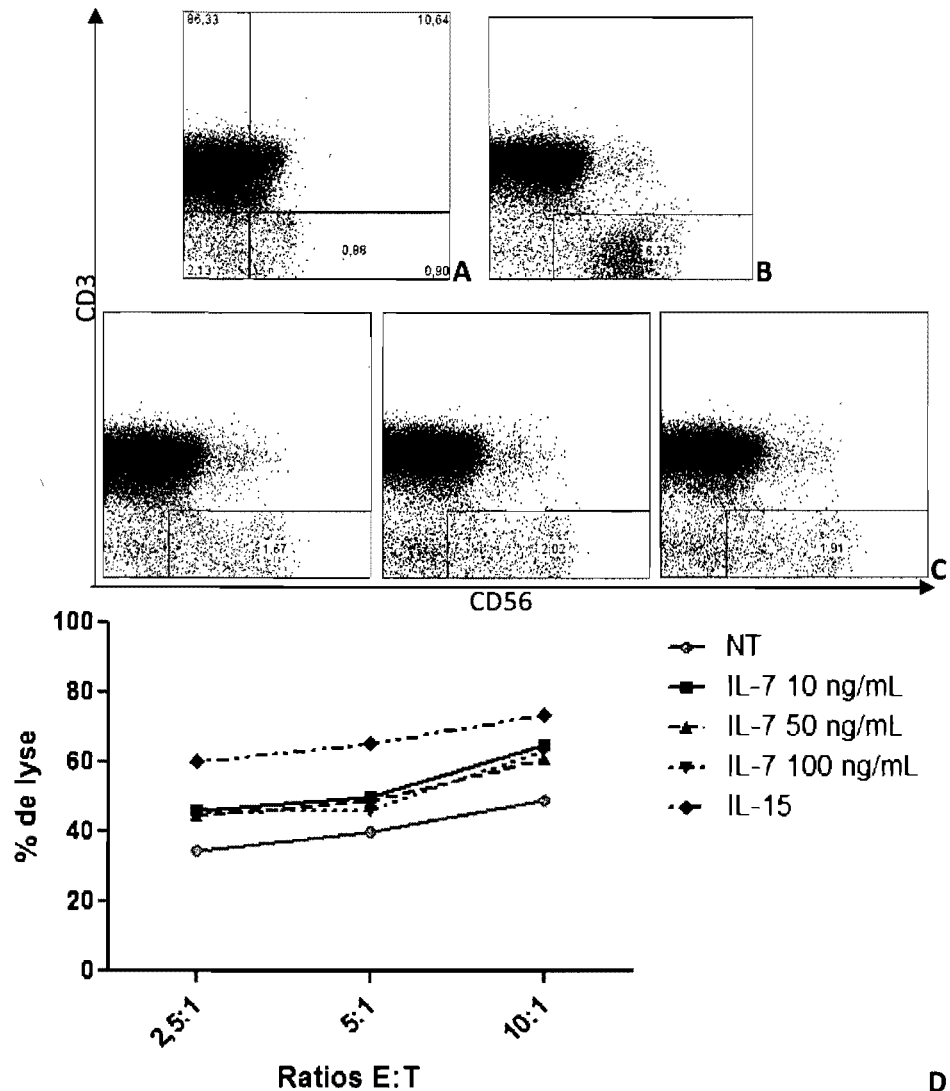 86,33 10,64
0,88
2,13 0,90
A
6,33
B
CD3
1,67
2,02
1,91
C
CD56
100
80
60
40
20
0
% de lyse
2,5:1
5:1
10:1
Ratios E:T
NT
IL-7 10 ng/mL
IL-7 50 ng/mL
IL-7 100 ng/mL
IL-15
D